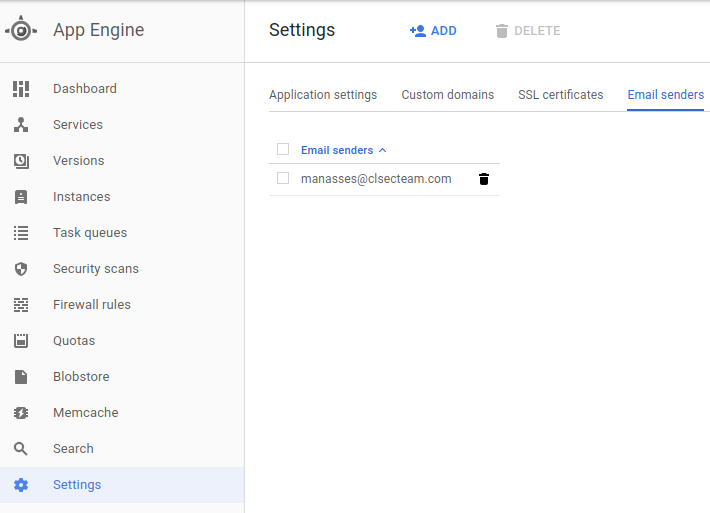 App Engine
Settings
ADD
DELETE
Dashboard
Services
Versions
Instances
Task queues
Security scans
Firewall rules
Quotas
Blobstore
Memcache
Search
Settings
Application settings
Custom domains
SSL certificates
Email senders
Email senders
manasses@clsecteam.com